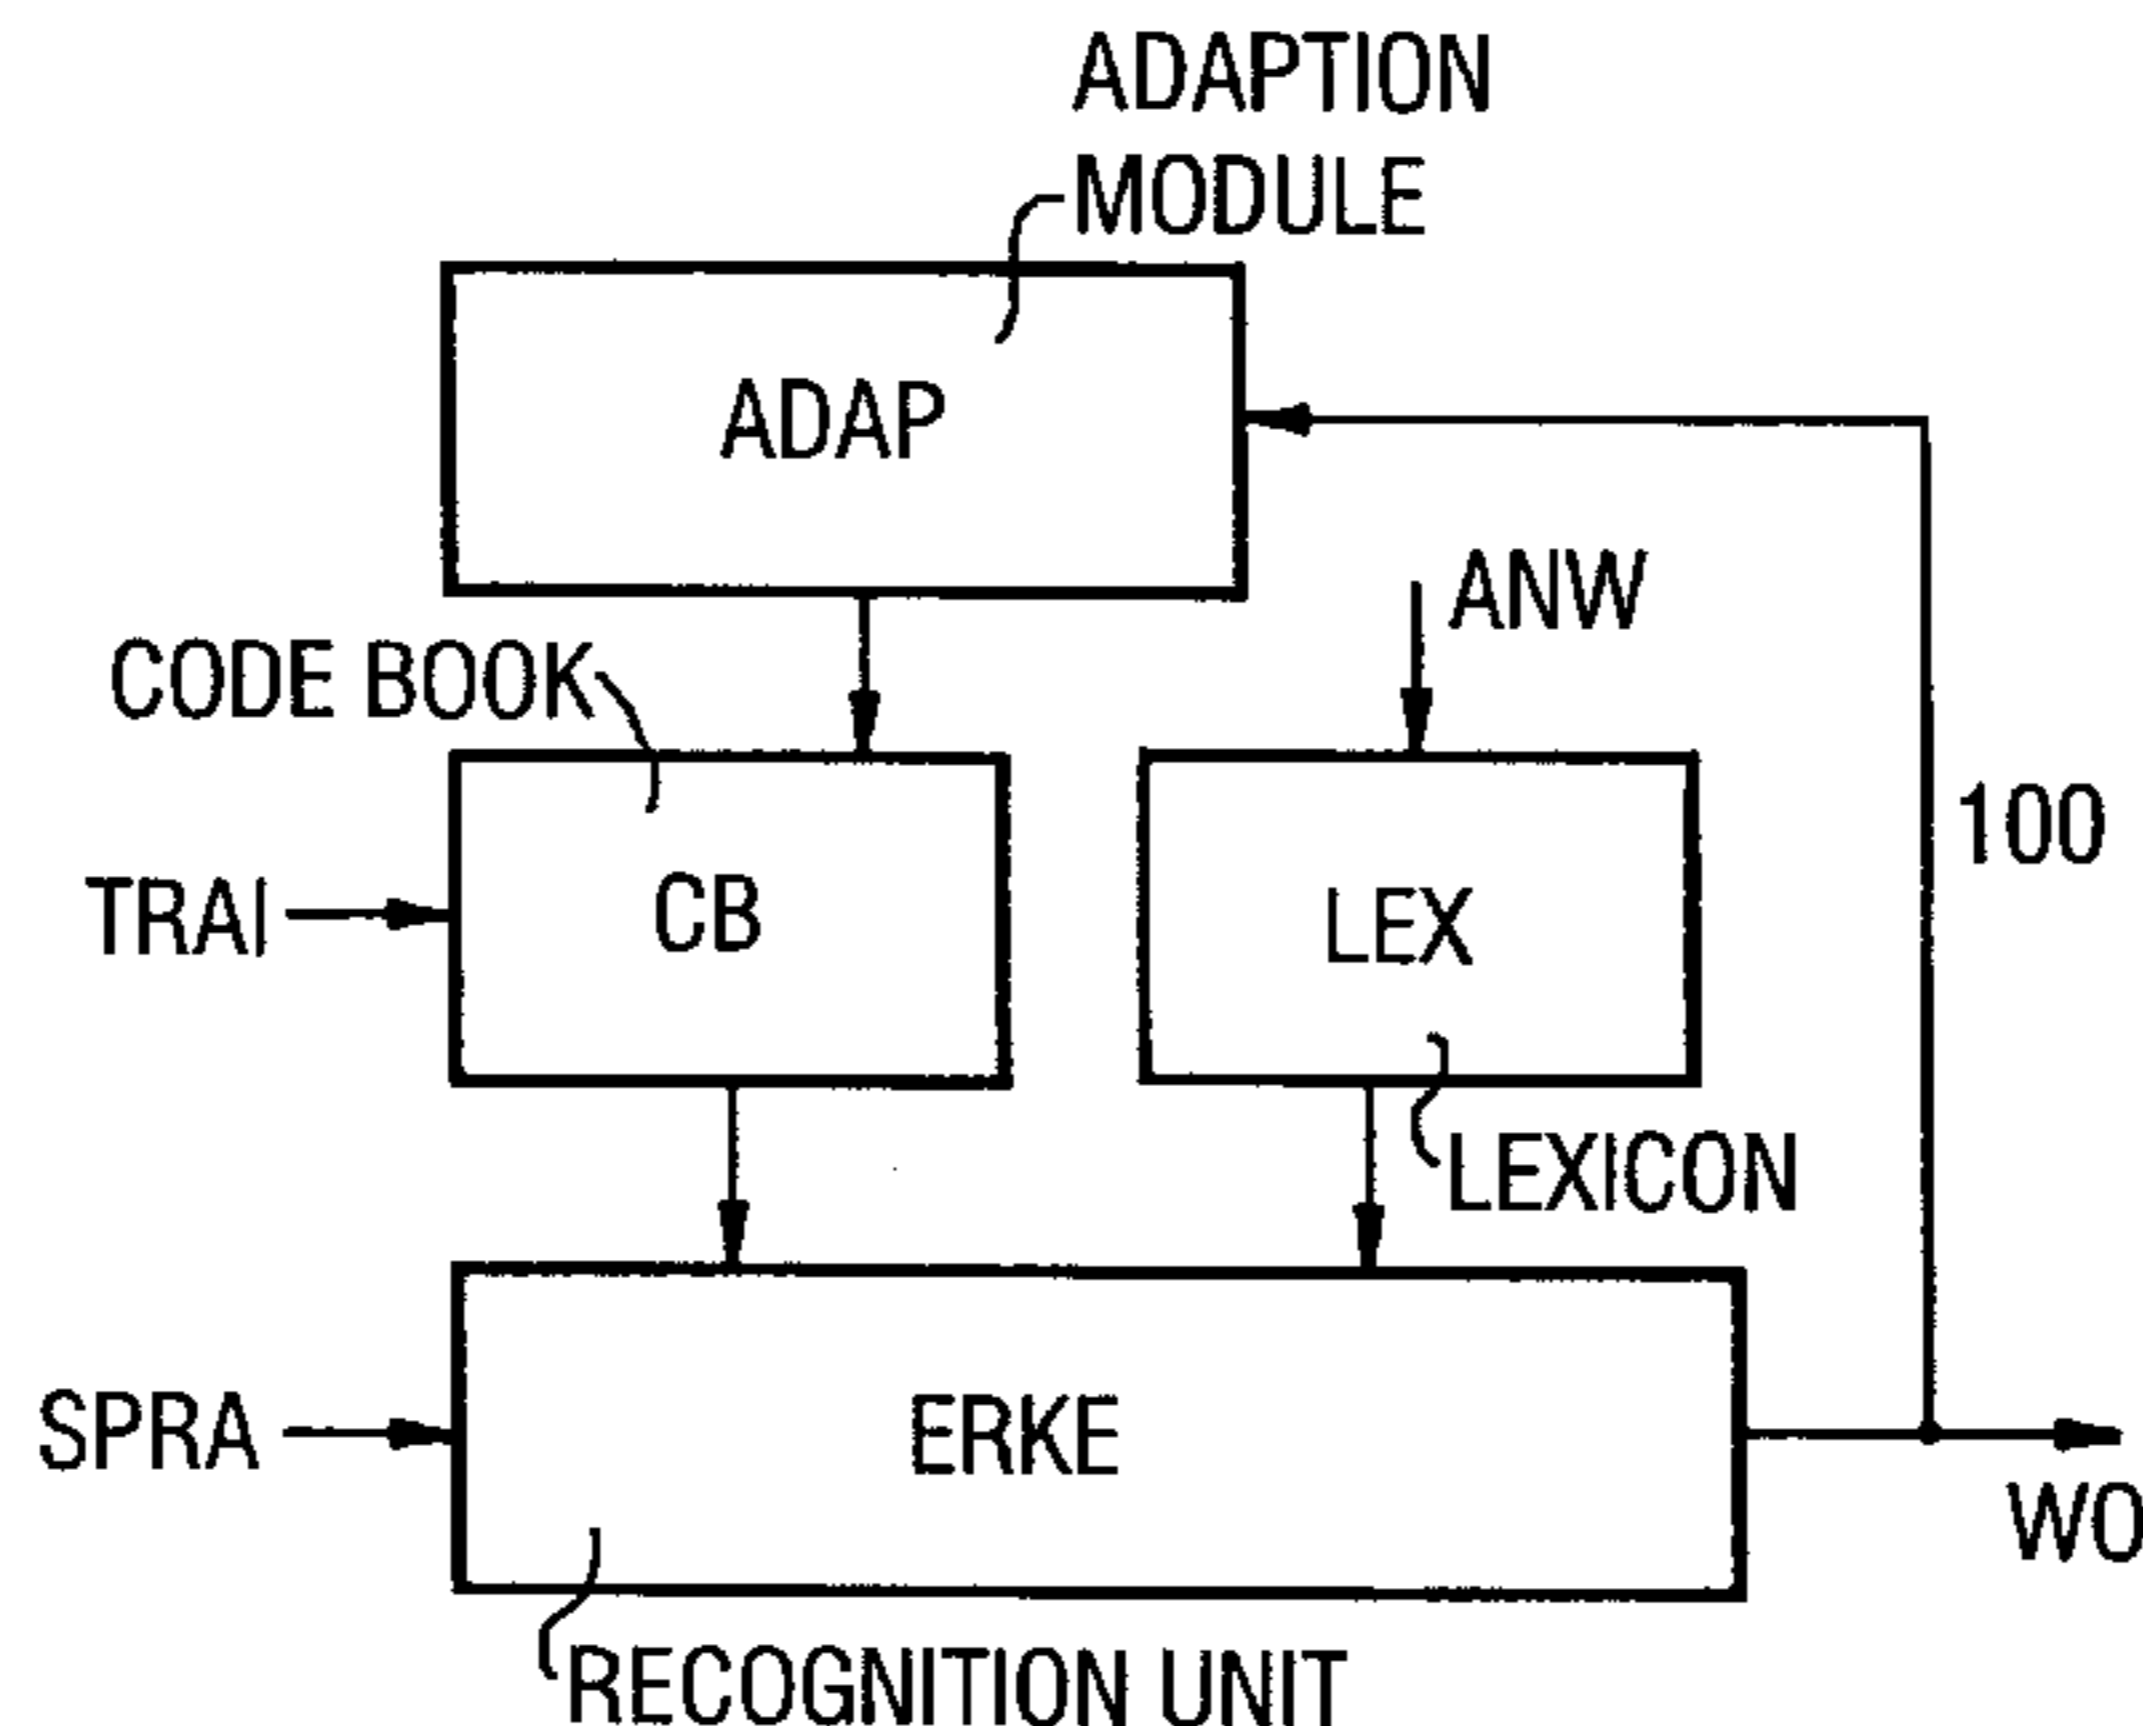 ADAPTION
MODULE
ADAP
ANW
CODE BOOK
100
TRAI
CB
LEX
LEXICON
SPRA
ERKE
WO
RECOGNITION UNIT